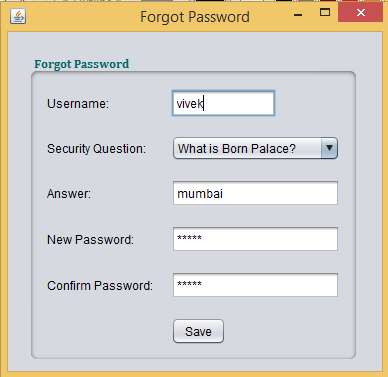 Forgot Password
Forgot Password
Username: vivek
Security Question: What is Born Palace?
Answer: mumbai
New Password: *****
Confirm Password: *****
Save